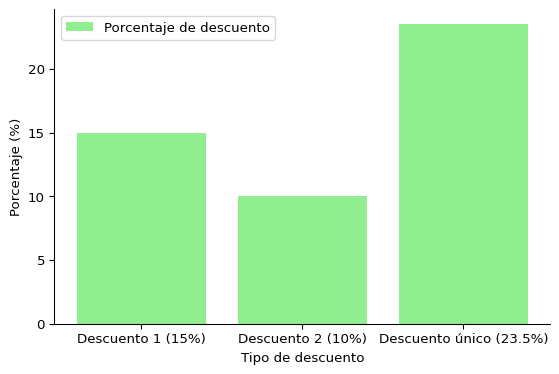 Porcentaje de descuento
Porcentaje (%)
20
15
10
5
0
Descuento 1 (15%)
Descuento 2 (10%)
Descuento único (23.5%)
Tipo de descuento